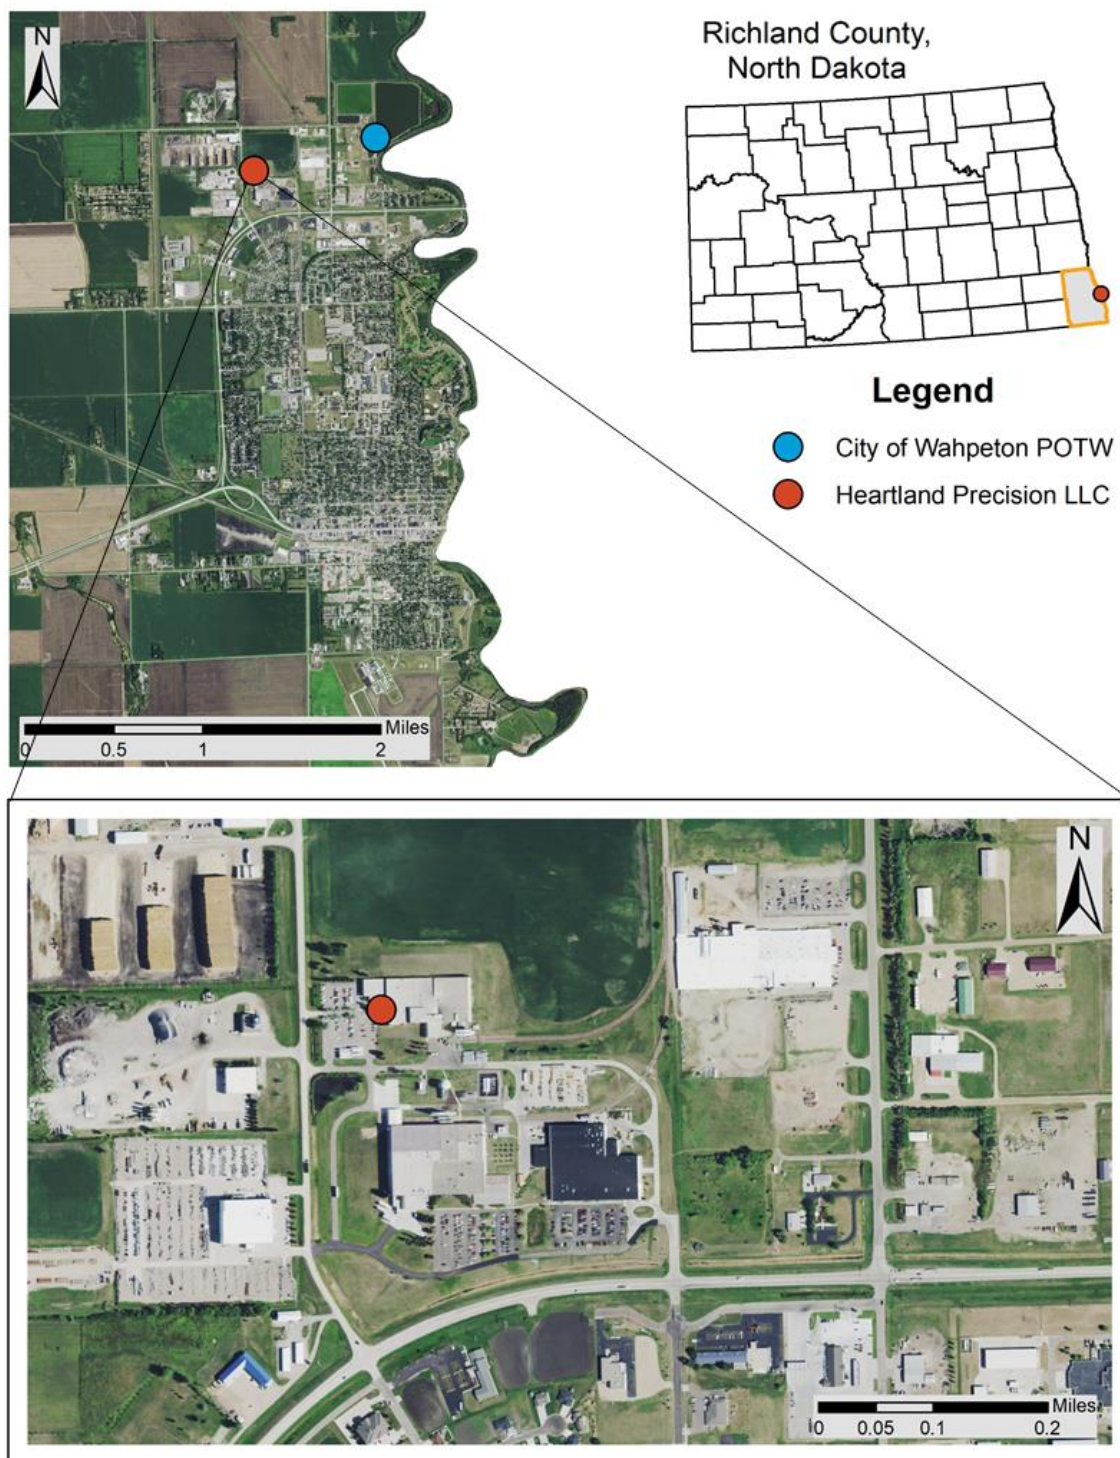 N
Richland County,
North Dakota
Legend
City of Wahpeton POTW
Heartland Precision LLC
Miles
0 0.5 1 2
N
Miles
0 0.05 0.1 0.2